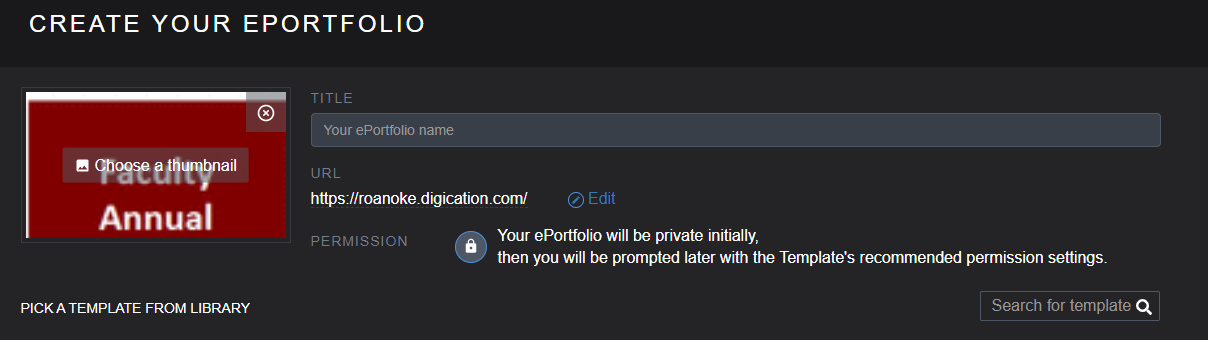 CREATE YOUR EPORTFOLIO
Choose a thumbnail
Faculty
Annual
TITLE
Your ePortfolio name
URL
https://roanoke.digication.com/ Edit
PERMISSION
Your ePortfolio will be private initially,
then you will be prompted later with the Template's recommended permission settings.
PICK A TEMPLATE FROM LIBRARY
Search for template